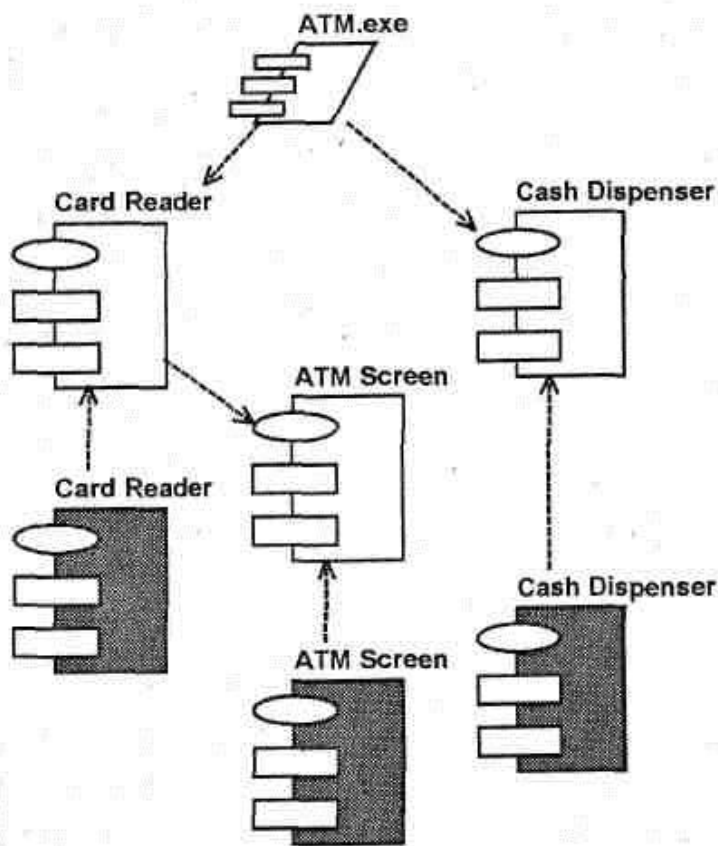 ATM.exe
Card Reader
Cash Dispenser
ATM Screen
Card Reader
Cash Dispenser
ATM Screen